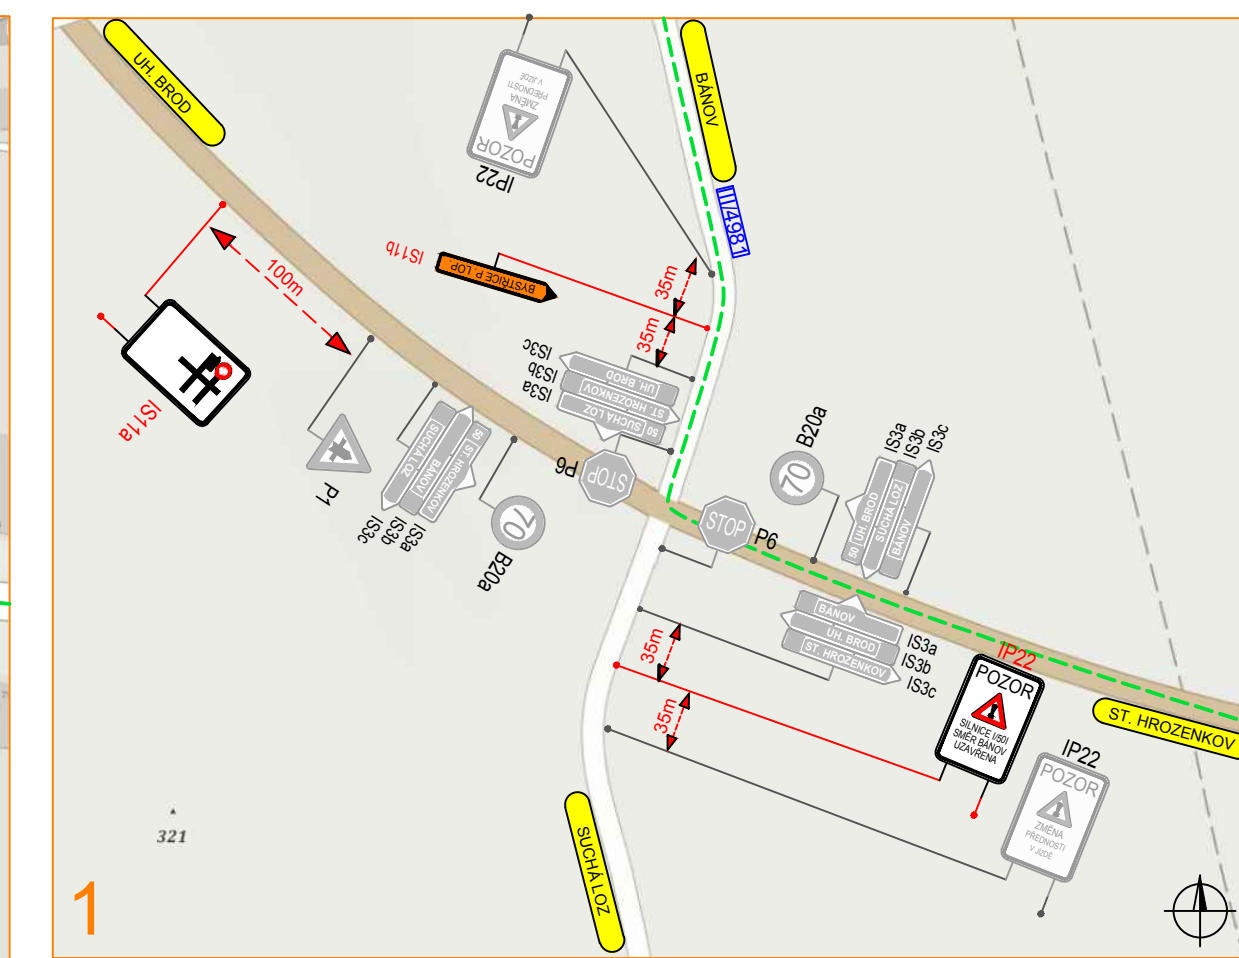 UH. BROD
BÁNOV
III/4981
V JÍZDĚ
PŘEDNOSTI
ZMĚNA
POZOR
IP22
IS11b
BYSTŘICE P. LOP.
35m
35m
100m
IS11a
IS3c
IS3b
IS3a
UH. BROD
ST. HROZENKOV
SUCHÁ LOZ
50
P1
SUCHÁ LOZ
BÁNOV
ST. HROZENKOV
50
IS3c
IS3b
IS3a
70
B20a
P6
STOP
STOP
P6
70
B20a
IS3a
IS3b
IS3c
50
UH. BROD
SUCHÁ LOZ
BÁNOV
BÁNOV
UH. BROD
ST. HROZENKOV
IS3a
IS3b
IS3c
35m
35m
IP22
POZOR
SILNICE I/50I
SMĚR BÁNOV
UZAVŘENA
IP22
POZOR
ZMĚNA
PŘEDNOSTI
V JÍZDĚ
ST. HROZENKOV
SUCHÁ LOZ
321
1